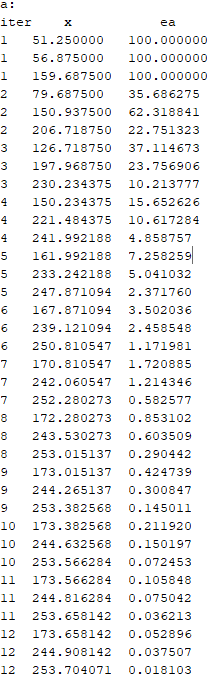 a:
iter x ea
1 51.250000 100.000000
1 56.875000 100.000000
1 159.687500 100.000000
2 79.687500 35.686275
2 150.937500 62.318841
2 206.718750 22.751323
3 126.718750 37.114673
3 197.968750 23.756906
3 230.234375 10.213777
4 150.234375 15.652626
4 221.484375 10.617284
4 241.992188 4.858757
5 161.992188 7.258259
5 233.242188 5.041032
5 247.871094 2.371760
6 167.871094 3.502036
6 239.121094 2.458548
6 250.810547 1.171981
7 170.810547 1.720885
7 242.060547 1.214346
7 252.280273 0.582577
8 172.280273 0.853102
8 243.530273 0.603509
8 253.015137 0.290442
9 173.015137 0.424739
9 244.265137 0.300847
9 253.382568 0.145011
10 173.382568 0.211920
10 244.632568 0.150197
10 253.566284 0.072453
11 173.566284 0.105848
11 244.816284 0.075042
11 253.658142 0.036213
12 173.658142 0.052896
12 244.908142 0.037507
12 253.704071 0.018103